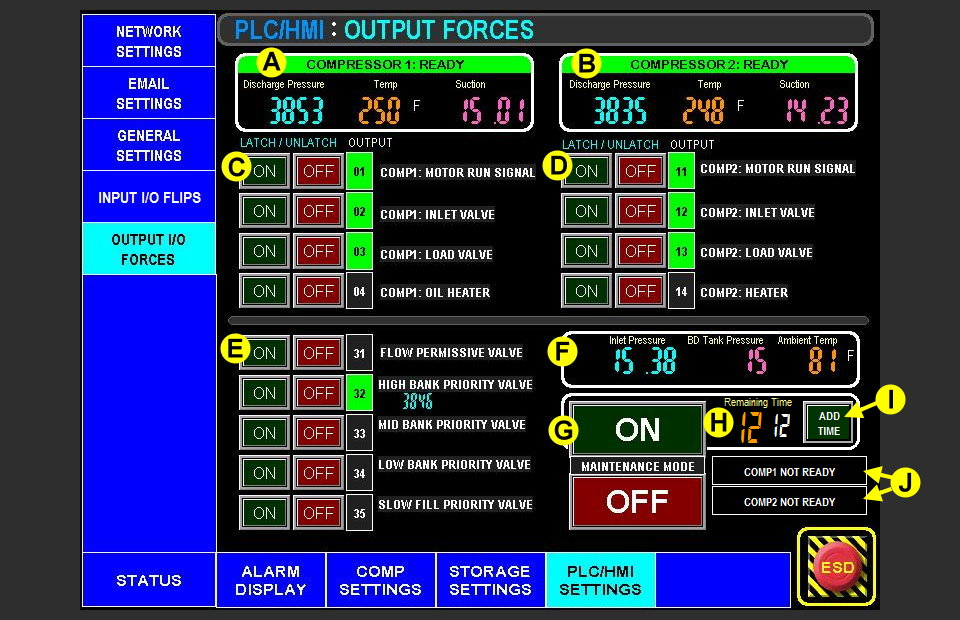 NETWORK
SETTINGS
EMAIL
SETTINGS
GENERAL
SETTINGS
INPUT I/O FLIPS
OUTPUT I/O
FORCES
STATUS
PLC/HMI : OUTPUT FORCES
A
COMPRESSOR 1: READY
Discharge Pressure Temp Suction
3853 250 F 15.01
B
COMPRESSOR 2: READY
Discharge Pressure Temp Suction
3835 248 F 14.23
LATCH / UNLATCH OUTPUT
C
ON OFF 01 COMP1: MOTOR RUN SIGNAL
ON OFF 02 COMP1: INLET VALVE
ON OFF 03 COMP1: LOAD VALVE
ON OFF 04 COMP1: OIL HEATER
LATCH / UNLATCH OUTPUT
D
ON OFF 11 COMP2: MOTOR RUN SIGNAL
ON OFF 12 COMP2: INLET VALVE
ON OFF 13 COMP2: LOAD VALVE
ON OFF 14 COMP2: HEATER
E
ON OFF 31 FLOW PERMISSIVE VALVE
ON OFF 32 HIGH BANK PRIORITY VALVE
3846
ON OFF 33 MID BANK PRIORITY VALVE
ON OFF 34 LOW BANK PRIORITY VALVE
ON OFF 35 SLOW FILL PRIORITY VALVE
F
Inlet Pressure BD Tank Pressure Ambient Temp
15.38 15 81 F
G
ON
MAINTENANCE MODE
OFF
H
Remaining Time
12 12
ADD
TIME
I
COMP1 NOT READY
COMP2 NOT READY
J
ESD
ALARM
DISPLAY
COMP
SETTINGS
STORAGE
SETTINGS
PLC/HMI
SETTINGS